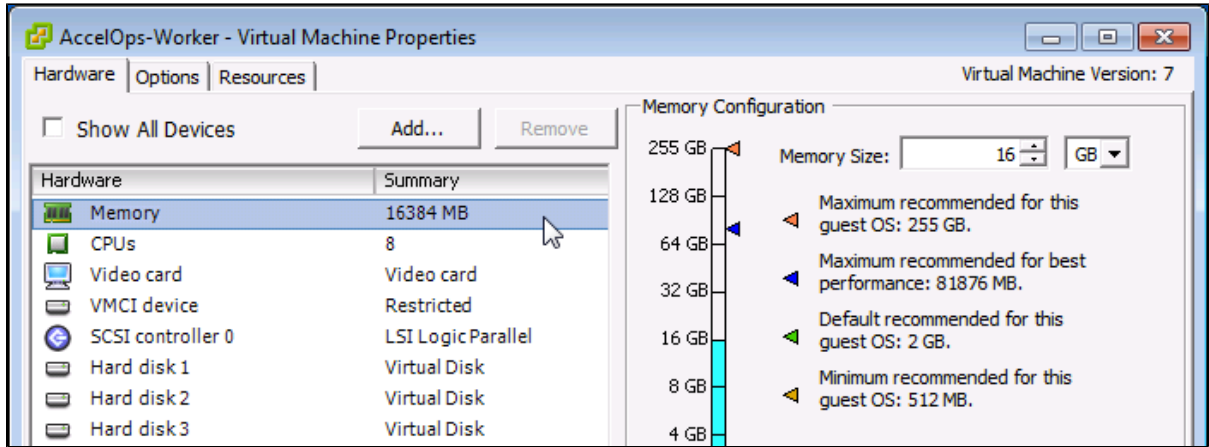 AccelOps-Worker - Virtual Machine Properties
Hardware Options Resources
Virtual Machine Version: 7
Show All Devices
Add...
Remove
Hardware Summary
Memory 16384 MB
CPUs 8
Video card Video card
VMCI device Restricted
SCSI controller 0 LSI Logic Parallel
Hard disk 1 Virtual Disk
Hard disk 2 Virtual Disk
Hard disk 3 Virtual Disk
Memory Configuration
255 GB
128 GB
64 GB
32 GB
16 GB
8 GB
4 GB
Memory Size: 16 GB
Maximum recommended for this
guest OS: 255 GB.
Maximum recommended for best
performance: 81876 MB.
Default recommended for this
guest OS: 2 GB.
Minimum recommended for this
guest OS: 512 MB.